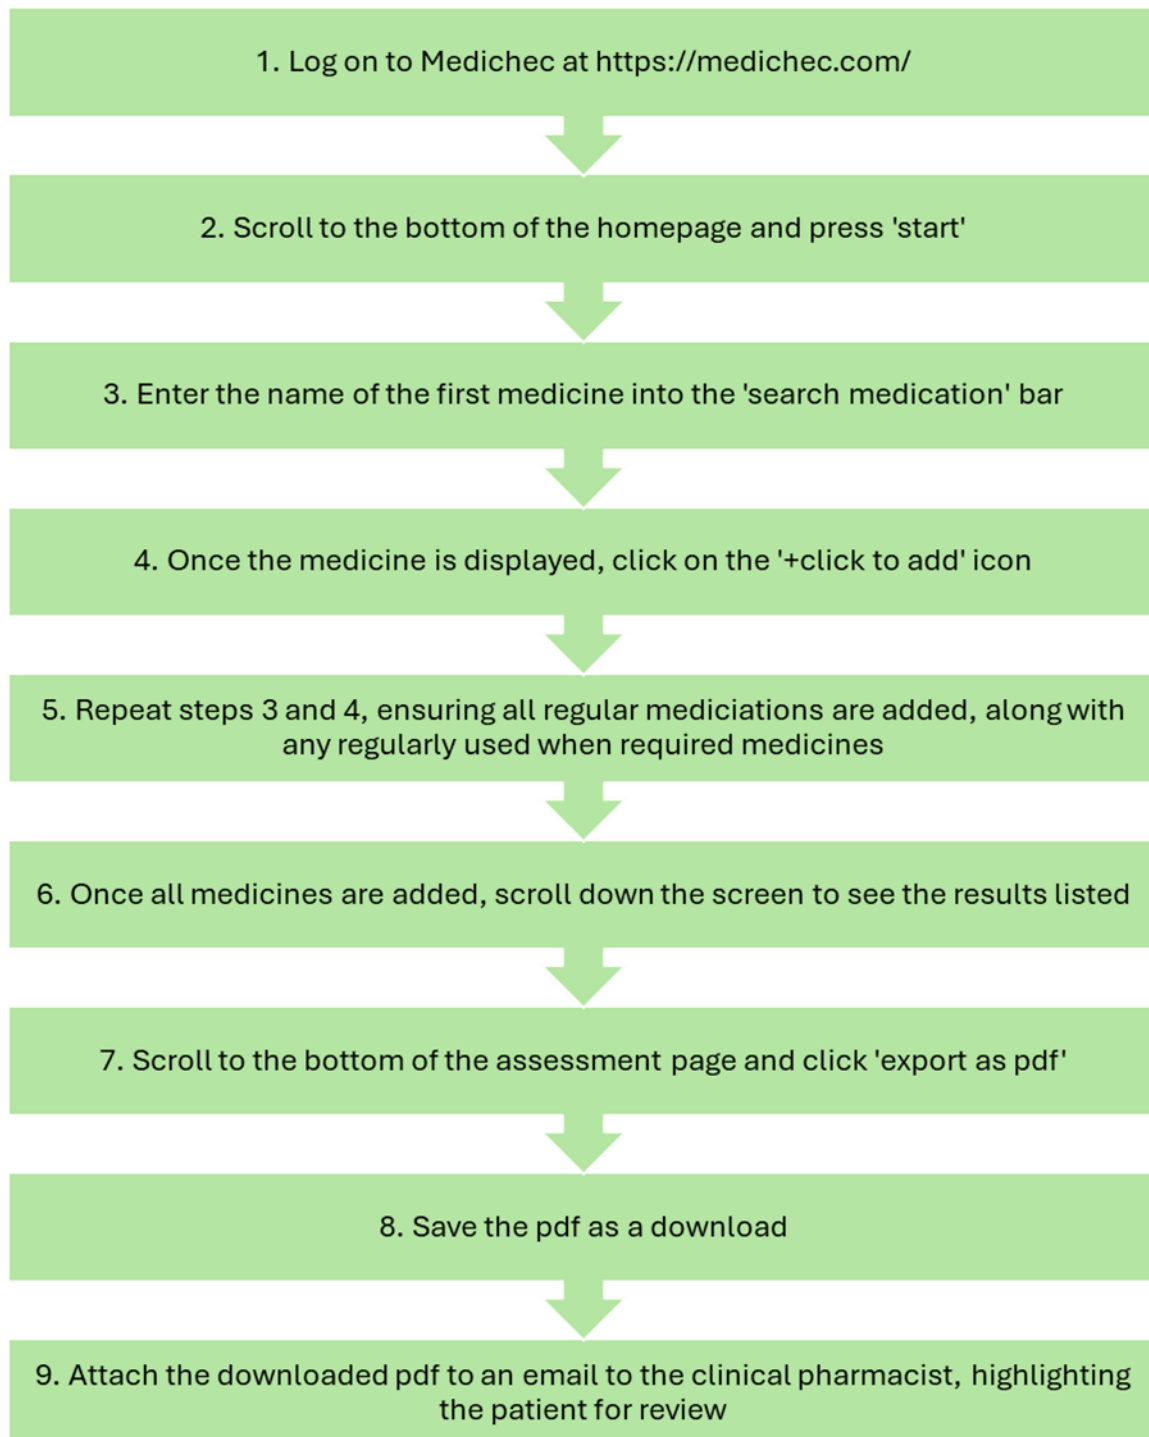 1. Log on to Medichec at https://medichec.com/
2. Scroll to the bottom of the homepage and press 'start'
3. Enter the name of the first medicine into the 'search medication' bar
4. Once the medicine is displayed, click on the '+click to add' icon
5. Repeat steps 3 and 4, ensuring all regular mediciations are added, along with
any regularly used when required medicines
6. Once all medicines are added, scroll down the screen to see the results listed
7. Scroll to the bottom of the assessment page and click 'export as pdf'
8. Save the pdf as a download
9. Attach the downloaded pdf to an email to the clinical pharmacist, highlighting
the patient for review